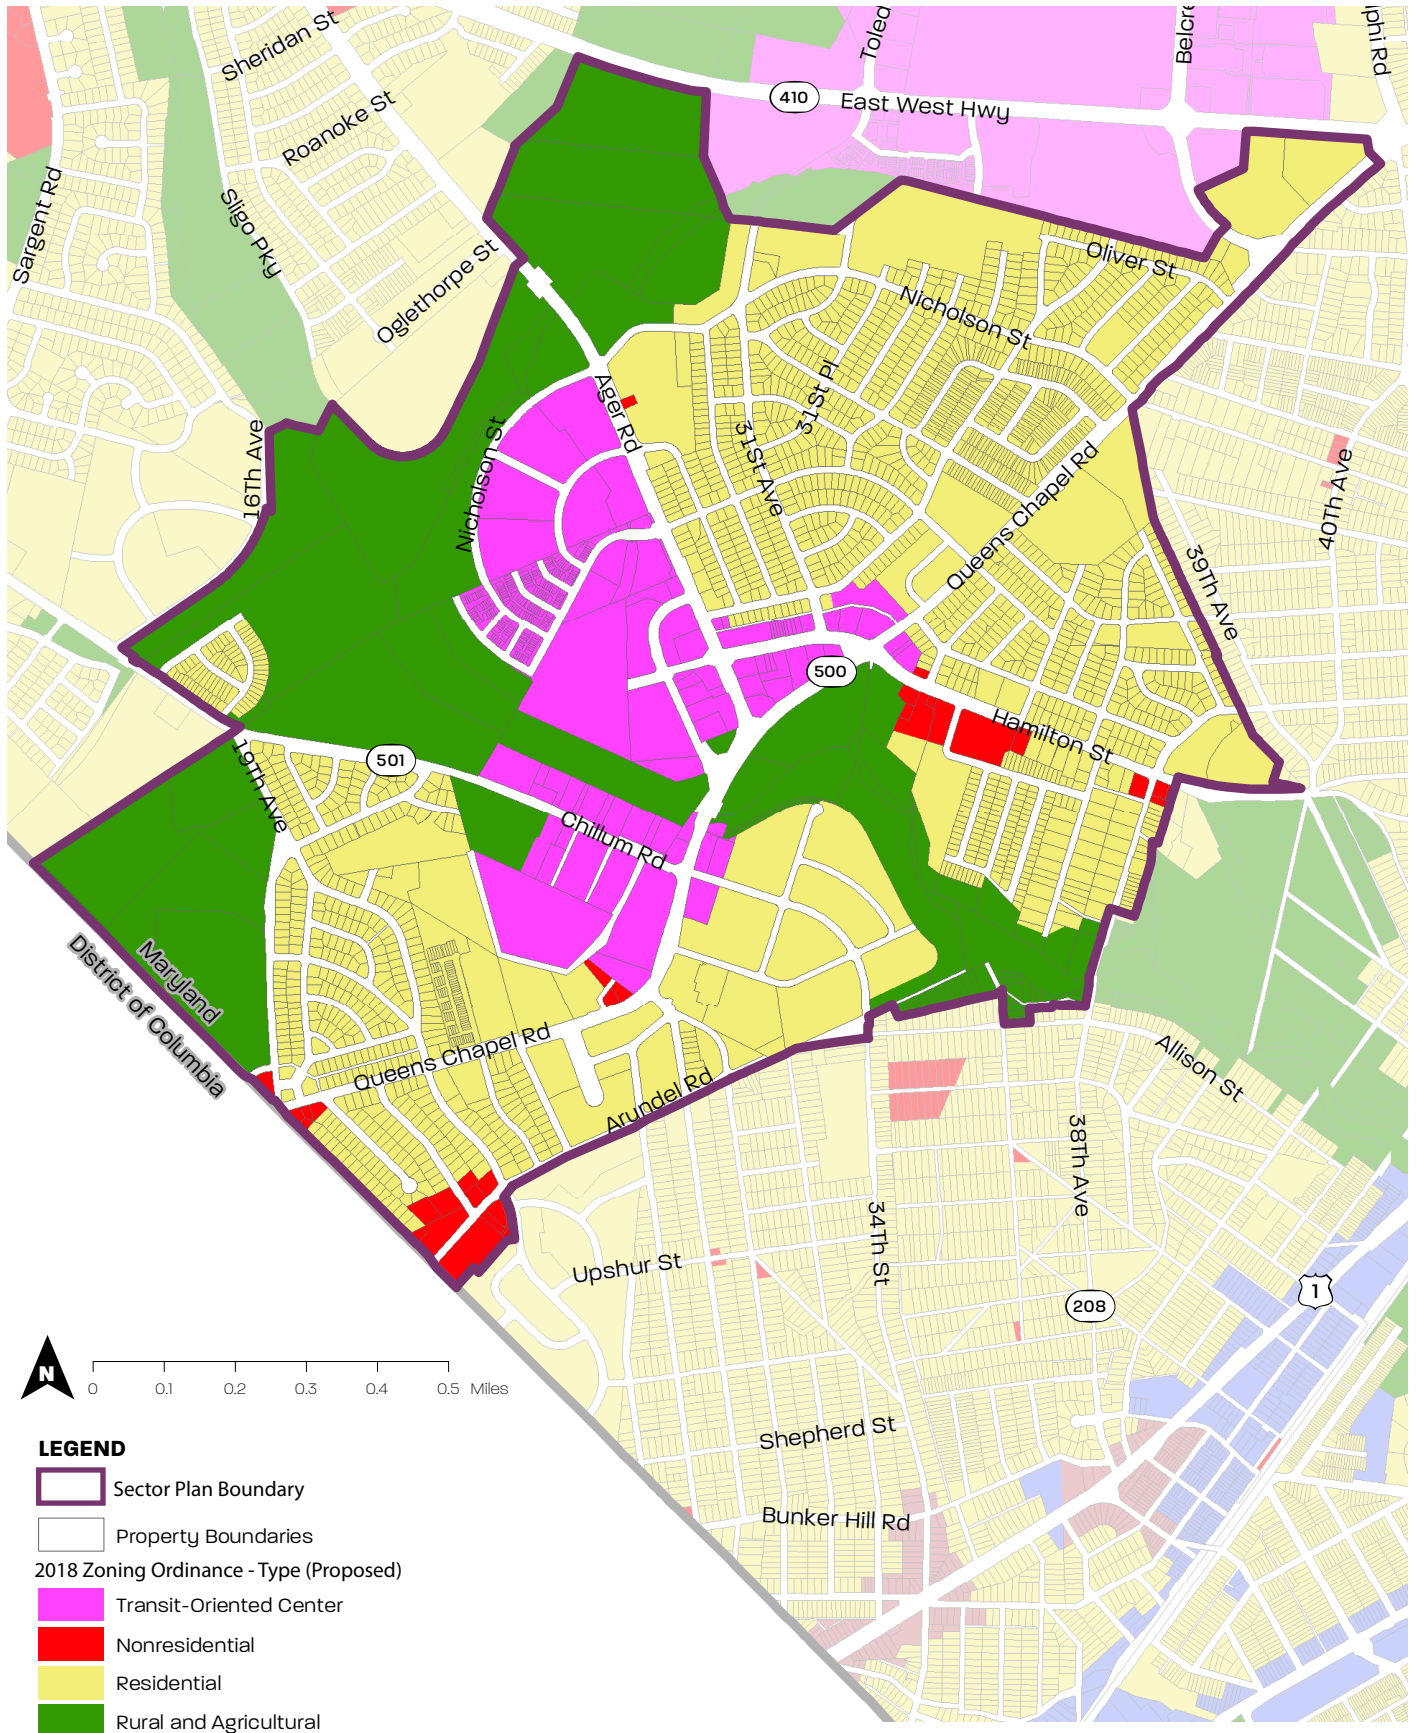 Sheridan St
Toled
Belcre
phi Rd
410
East West Hwy
Roanoke St
Sargent Rd
Sligo Pky
Oglethorpe St
Oliver St
Nicholson St
Ager Rd
31St Pl
Nicholson St
31St Ave
16Th Ave
Queens Chapel Rd
40Th Ave
39Th Ave
500
Hamilton St
19Th Ave
501
Chillum Rd
Maryland
District of Columbia
Queens Chapel Rd
Arundel Rd
Allison St
38Th Ave
34Th St
Upshur St
208
1
N
0 0.1 0.2 0.3 0.4 0.5 Miles
Shepherd St
Bunker Hill Rd
LEGEND
Sector Plan Boundary
Property Boundaries
2018 Zoning Ordinance - Type (Proposed)
Transit-Oriented Center
Nonresidential
Residential
Rural and Agricultural